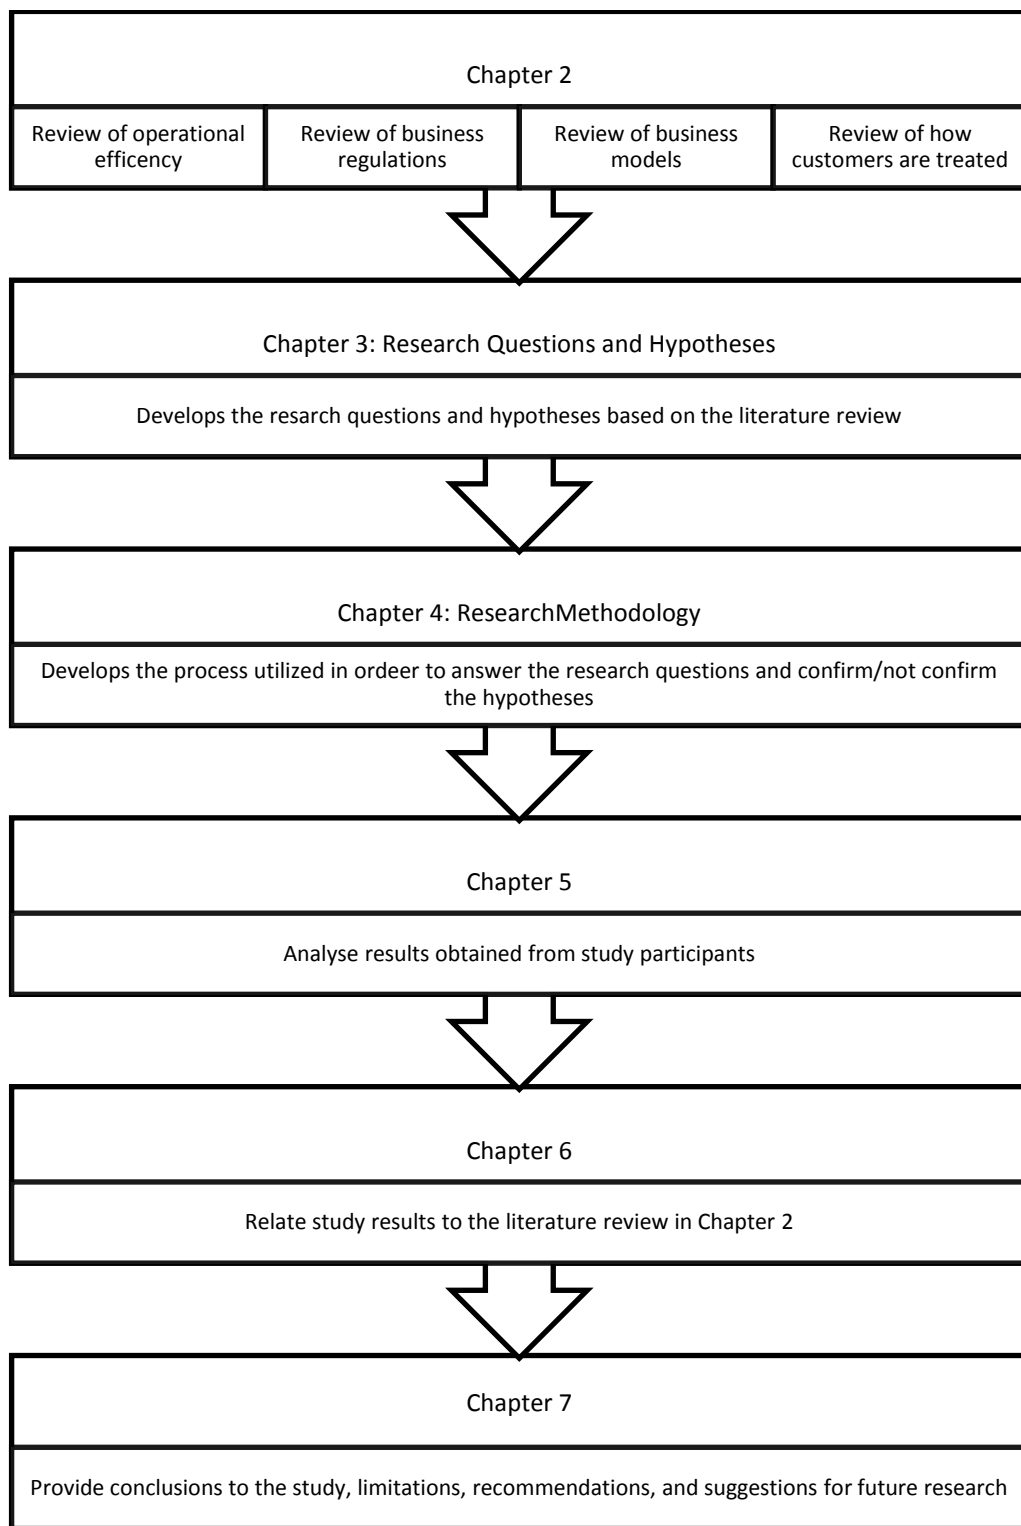 Chapter 2
Review of operational
efficency
Review of business
regulations
Review of business
models
Review of how
customers are treated
Chapter 3: Research Questions and Hypotheses
Develops the resarch questions and hypotheses based on the literature review
Chapter 4: ResearchMethodology
Develops the process utilized in ordeer to answer the research questions and confirm/not confirm
the hypotheses
Chapter 5
Analyse results obtained from study participants
Chapter 6
Relate study results to the literature review in Chapter 2
Chapter 7
Provide conclusions to the study, limitations, recommendations, and suggestions for future research